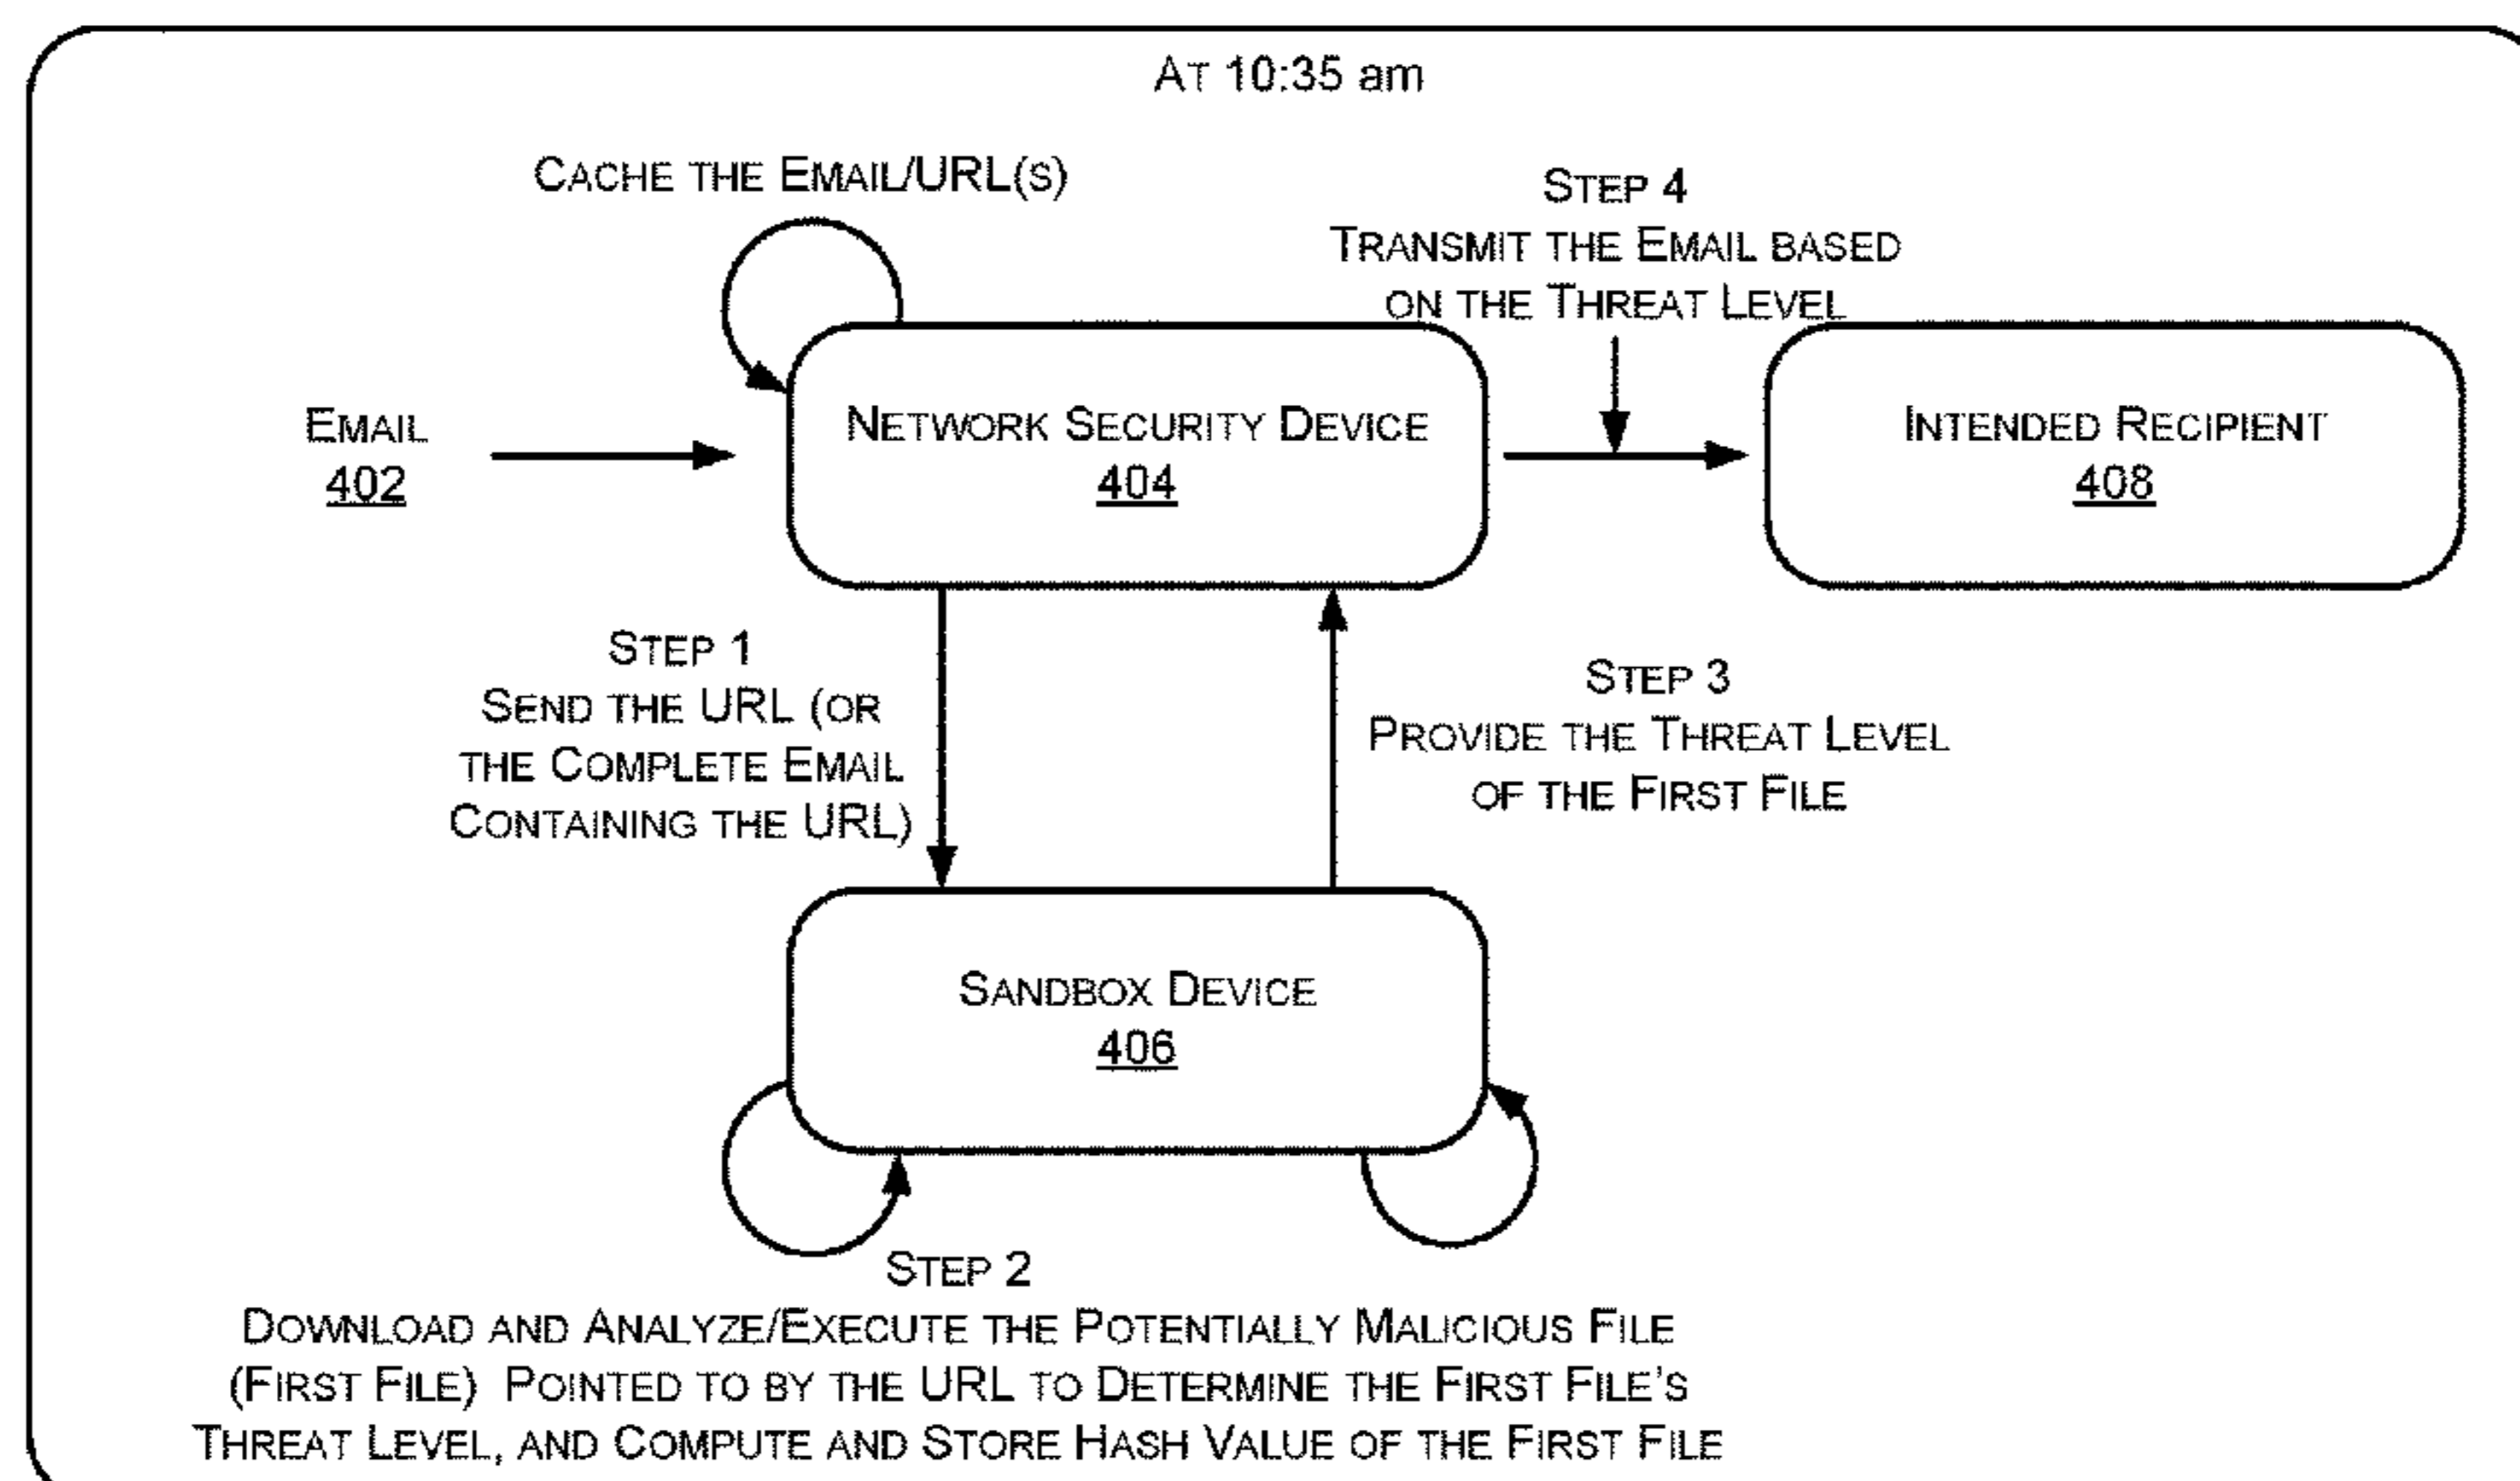 At 10:35 am
Cache the Email/URL(s)
Step 4
Transmit the Email based
on the Threat Level
Email
402
Network Security Device
404
Intended Recipient
408
Step 1
Send the URL (or
the Complete Email
Containing the URL)
Step 3
Provide the Threat Level
of the First File
Sandbox Device
406
Step 2
Download and Analyze/Execute the Potentially Malicious File
(First File) Pointed to by the URL to Determine the First File's
Threat Level, and Compute and Store Hash Value of the First File